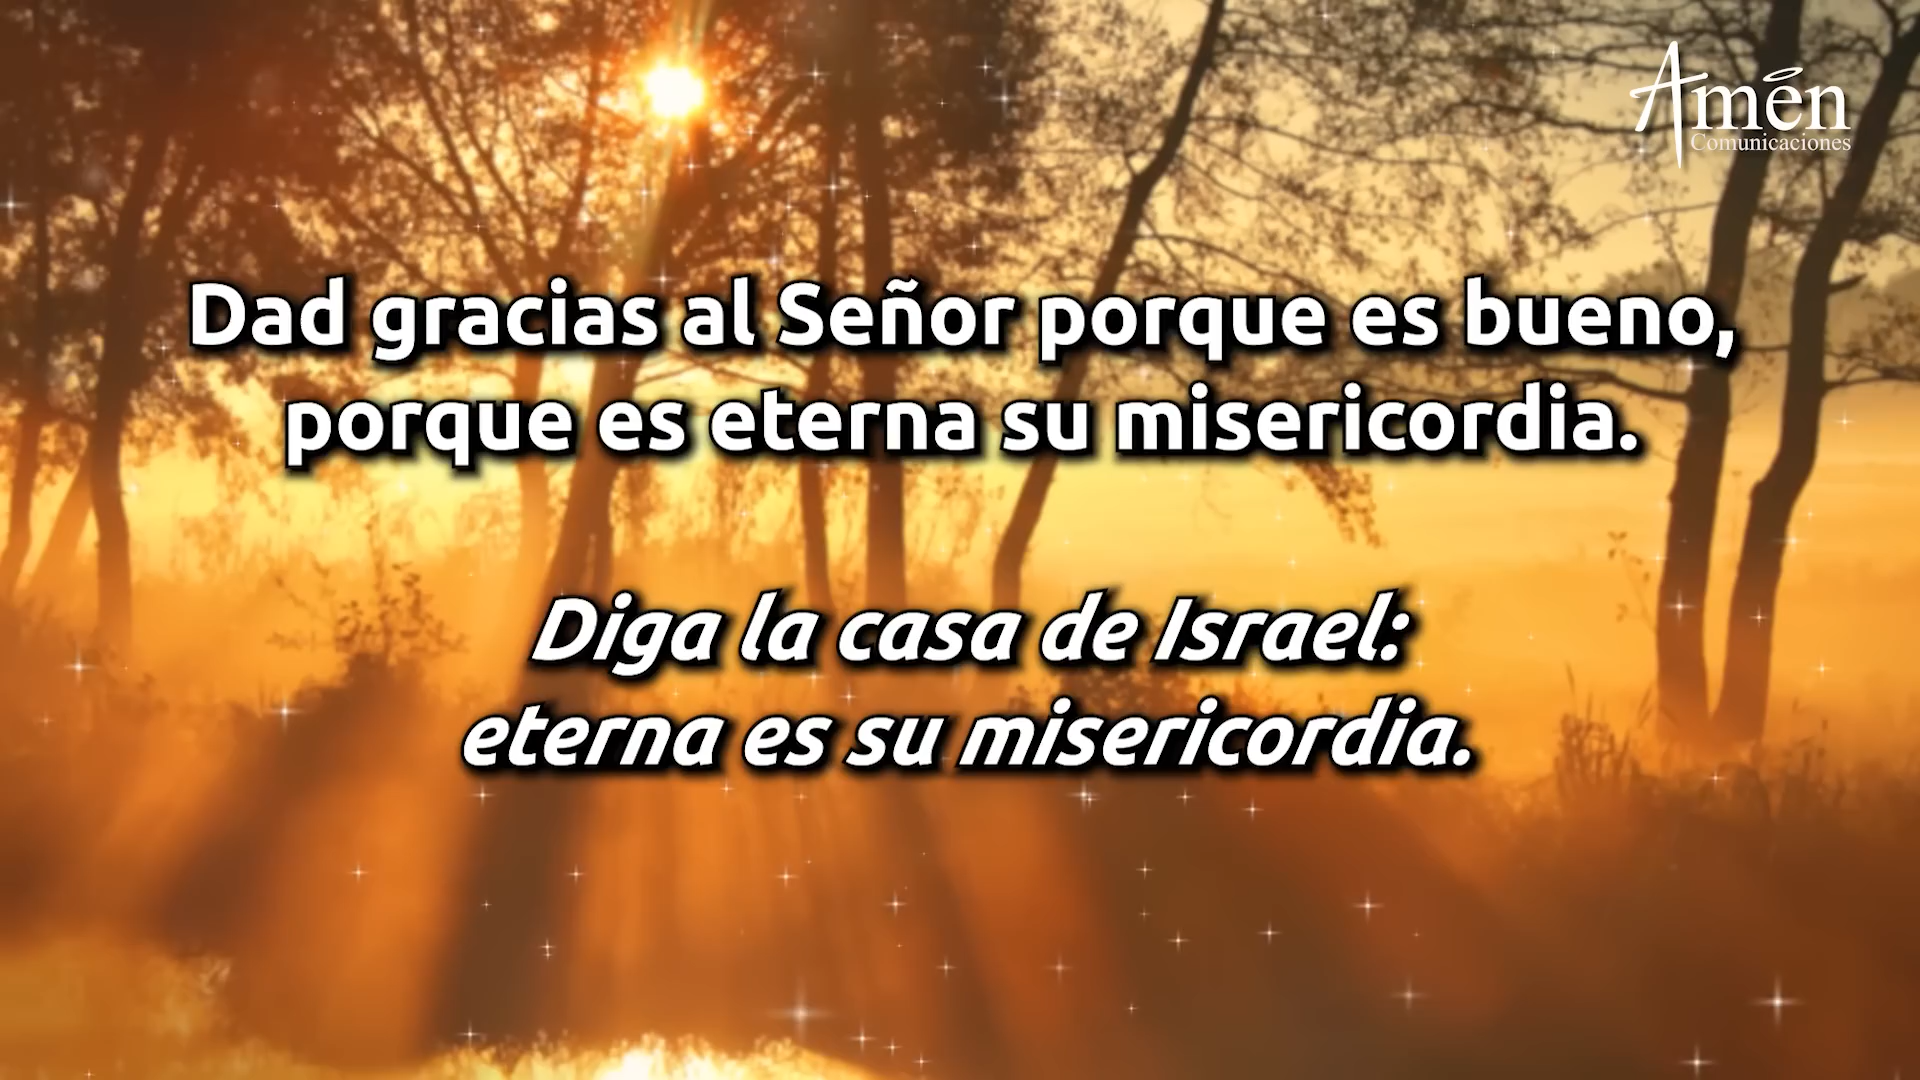 Amén
Comunicaciones
Dad gracias al Señor porque es bueno,
porque es eterna su misericordia.
Diga la casa de Israel:
eterna es su misericordia.